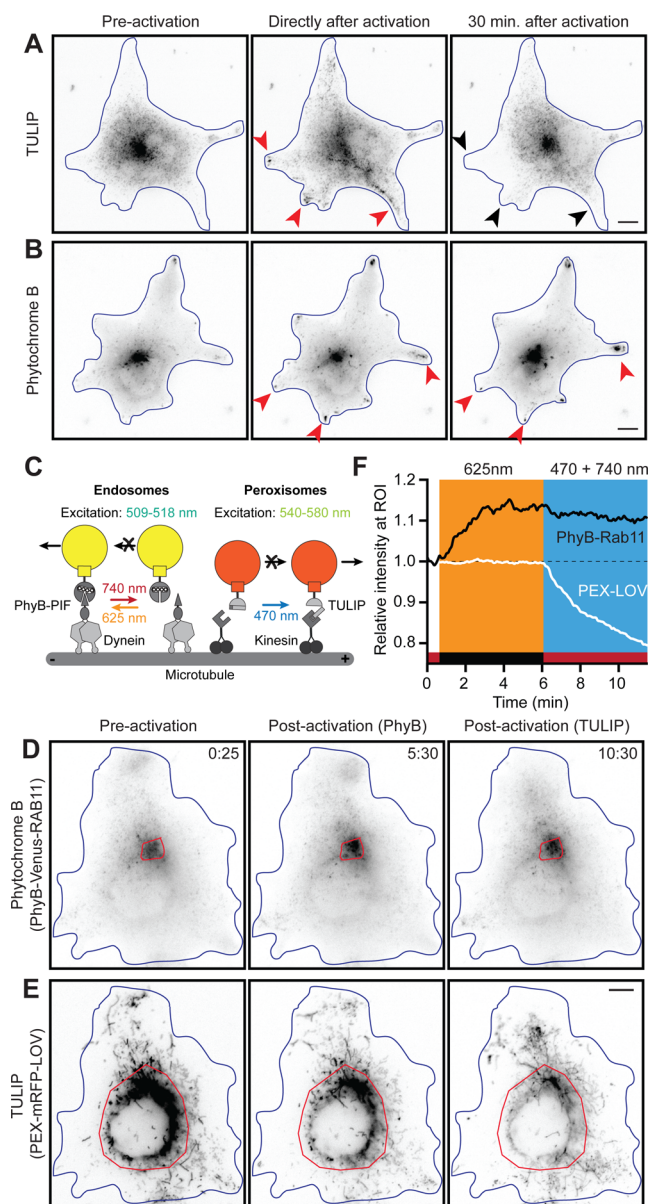 Pre-activation Directly after activation 30 min. after activation
A
TULIP
B
Phytochrome B
C
Endosomes Peroxisomes
Excitation: 509-518 nm Excitation: 540-580 nm
PhyB-PIF 740 nm TULIP
625 nm 470 nm
Dynein Kinesin
- +
Microtubule
F
625nm 470 + 740 nm
Relative intensity at ROI
1.2
1.1
1.0
0.9
0.8
PhyB-Rab11
PEX-LOV
0 2 4 6 8 10
Time (min)
Pre-activation Post-activation (PhyB) Post-activation (TULIP)
D
Phytochrome B
(PhyB-Venus-RAB11)
0:25 5:30 10:30
E
TULIP
(PEX-mRFP-LOV)